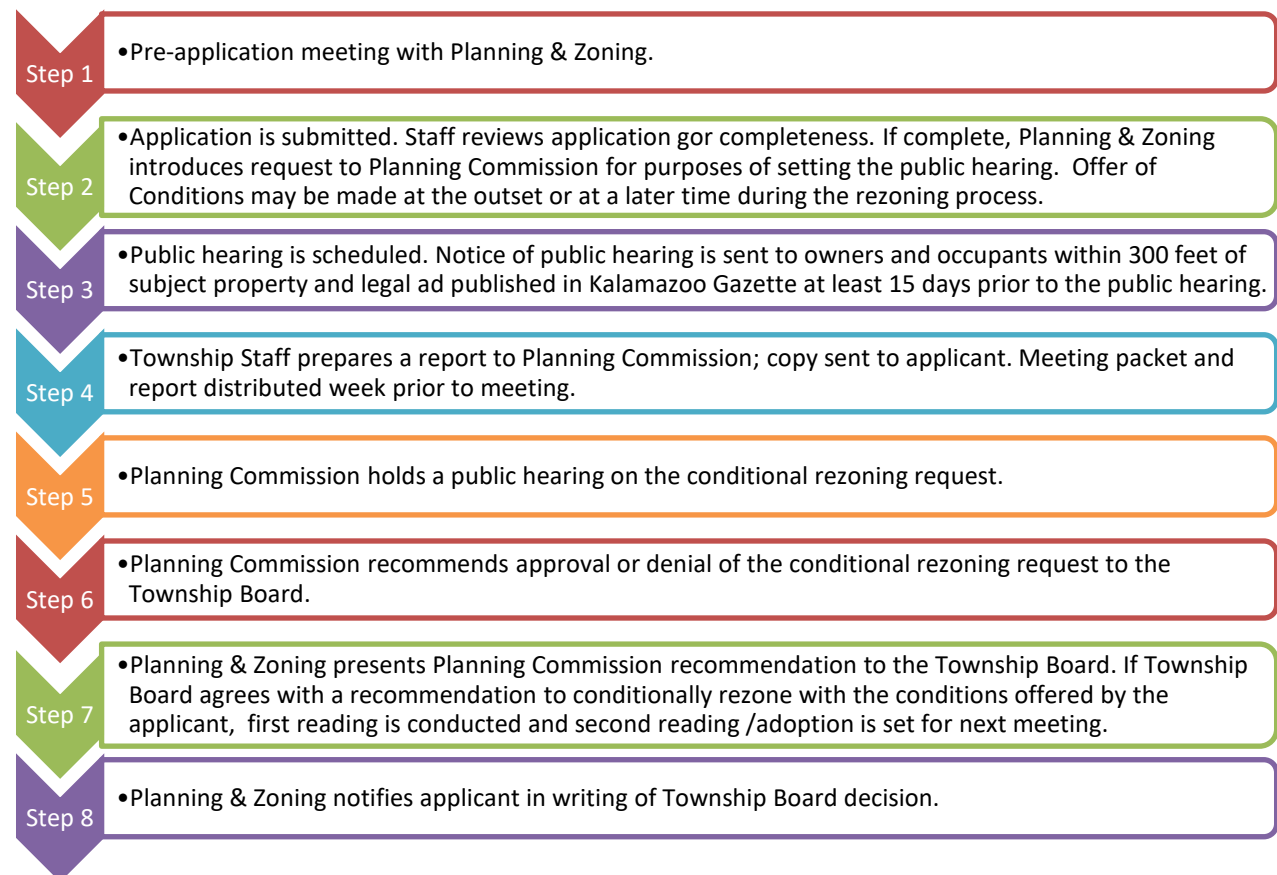 Step 1
•Pre-application meeting with Planning & Zoning.
Step 2
•Application is submitted. Staff reviews application gor completeness. If complete, Planning & Zoning
introduces request to Planning Commission for purposes of setting the public hearing.  Offer of
Conditions may be made at the outset or at a later time during the rezoning process.
Step 3
•Public hearing is scheduled. Notice of public hearing is sent to owners and occupants within 300 feet of
subject property and legal ad published in Kalamazoo Gazette at least 15 days prior to the public hearing.
Step 4
•Township Staff prepares a report to Planning Commission; copy sent to applicant. Meeting packet and
report distributed week prior to meeting.
Step 5
•Planning Commission holds a public hearing on the conditional rezoning request.
Step 6
•Planning Commission recommends approval or denial of the conditional rezoning request to the
Township Board.
Step 7
•Planning & Zoning presents Planning Commission recommendation to the Township Board. If Township
Board agrees with a recommendation to conditionally rezone with the conditions offered by the
applicant,  first reading is conducted and second reading /adoption is set for next meeting.
Step 8
•Planning & Zoning notifies applicant in writing of Township Board decision.